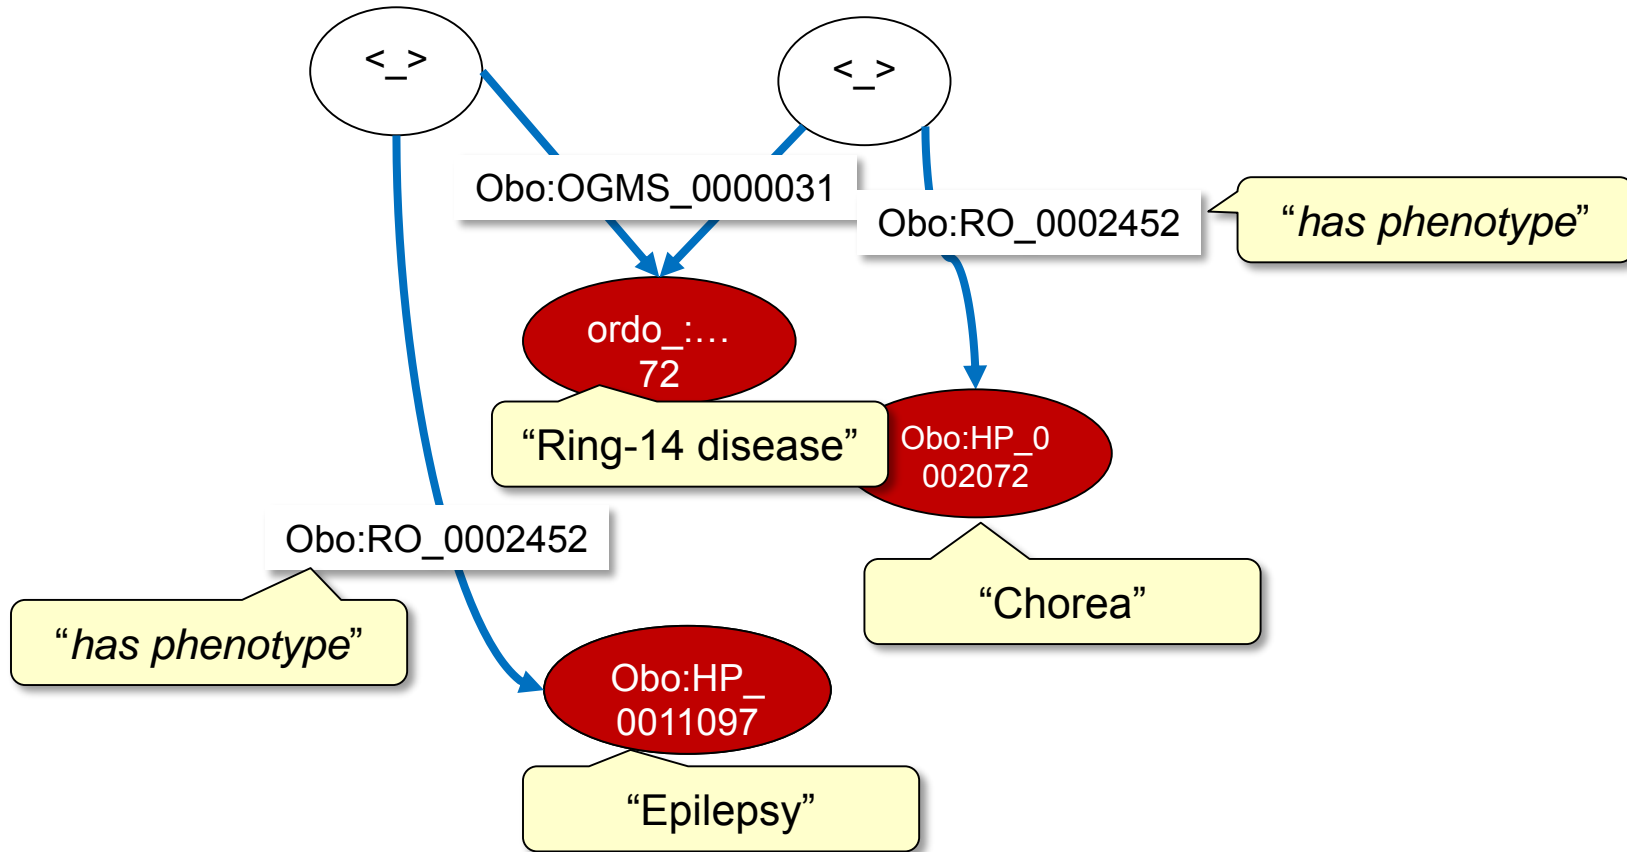 <_>
<_>
Obo:OGMS_0000031
Obo:RO_0002452
“has phenotype”
ordo_:…
72
“Ring-14 disease”
Obo:HP_0
002072
Obo:RO_0002452
“Chorea”
“has phenotype”
Obo:HP_
0011097
“Epilepsy”